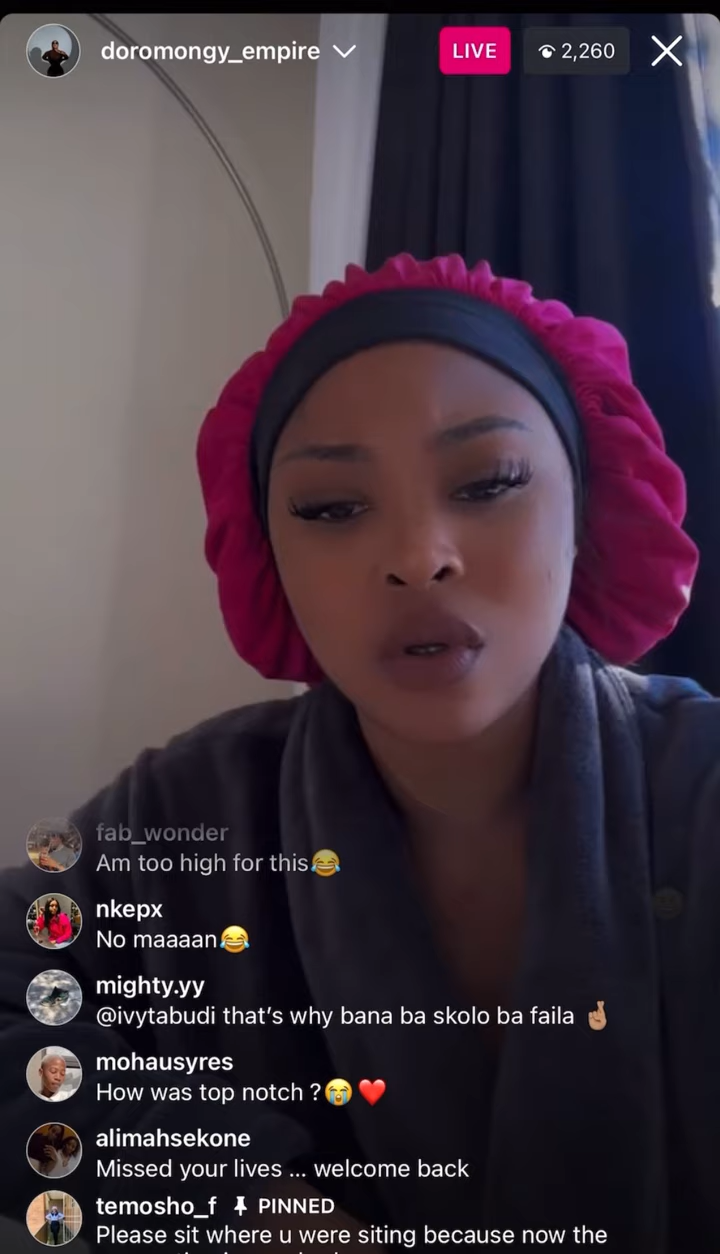 doromongy_empire
LIVE
2,260
fab_wonder
Am too high for this😂
nkepx
No maaaan😂
mighty.yy
@ivytabudi that’s why bana ba skolo ba faila 🤞🏽
mohausyres
How was top notch ?😭❤️
alimahsekone
Missed your lives ... welcome back
temosho_f PINNED
Please sit where u were siting because now the